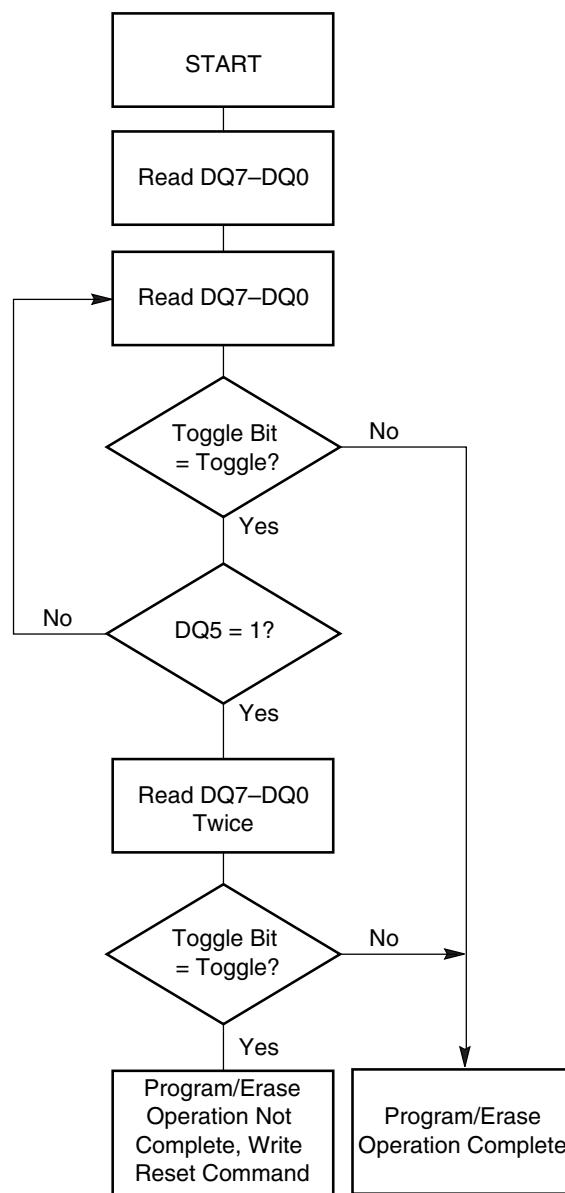 START
Read DQ7–DQ0
Read DQ7–DQ0
Toggle Bit
= Toggle?
No
Yes
No
DQ5 = 1?
Yes
Read DQ7–DQ0
Twice
Toggle Bit
= Toggle?
No
Yes
Program/Erase
Operation Not
Complete, Write
Reset Command
Program/Erase
Operation Complete